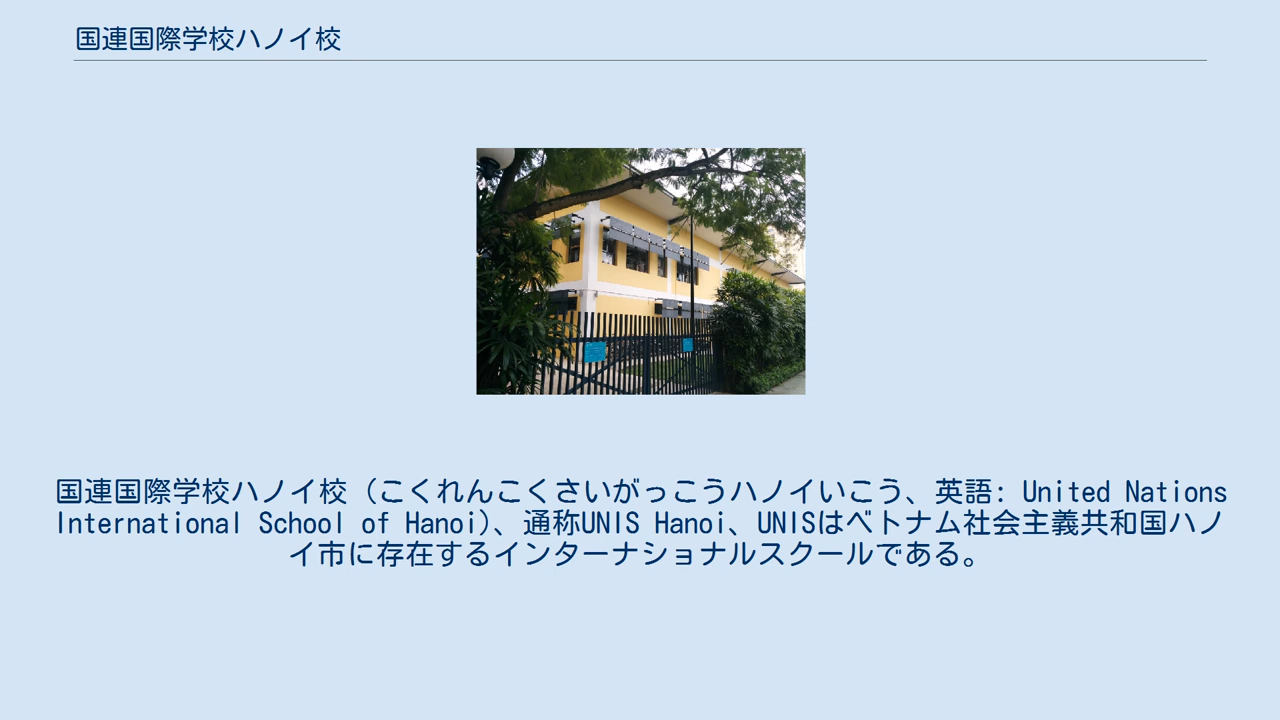 国連国際学校ハノイ校
国連国際学校ハノイ校（こくれんこくさいがっこうハノイいこう、英語: United Nations
International School of Hanoi)、通称UNIS Hanoi、UNISはベトナム社会主義共和国ハノ
イ市に存在するインターナショナルスクールである。